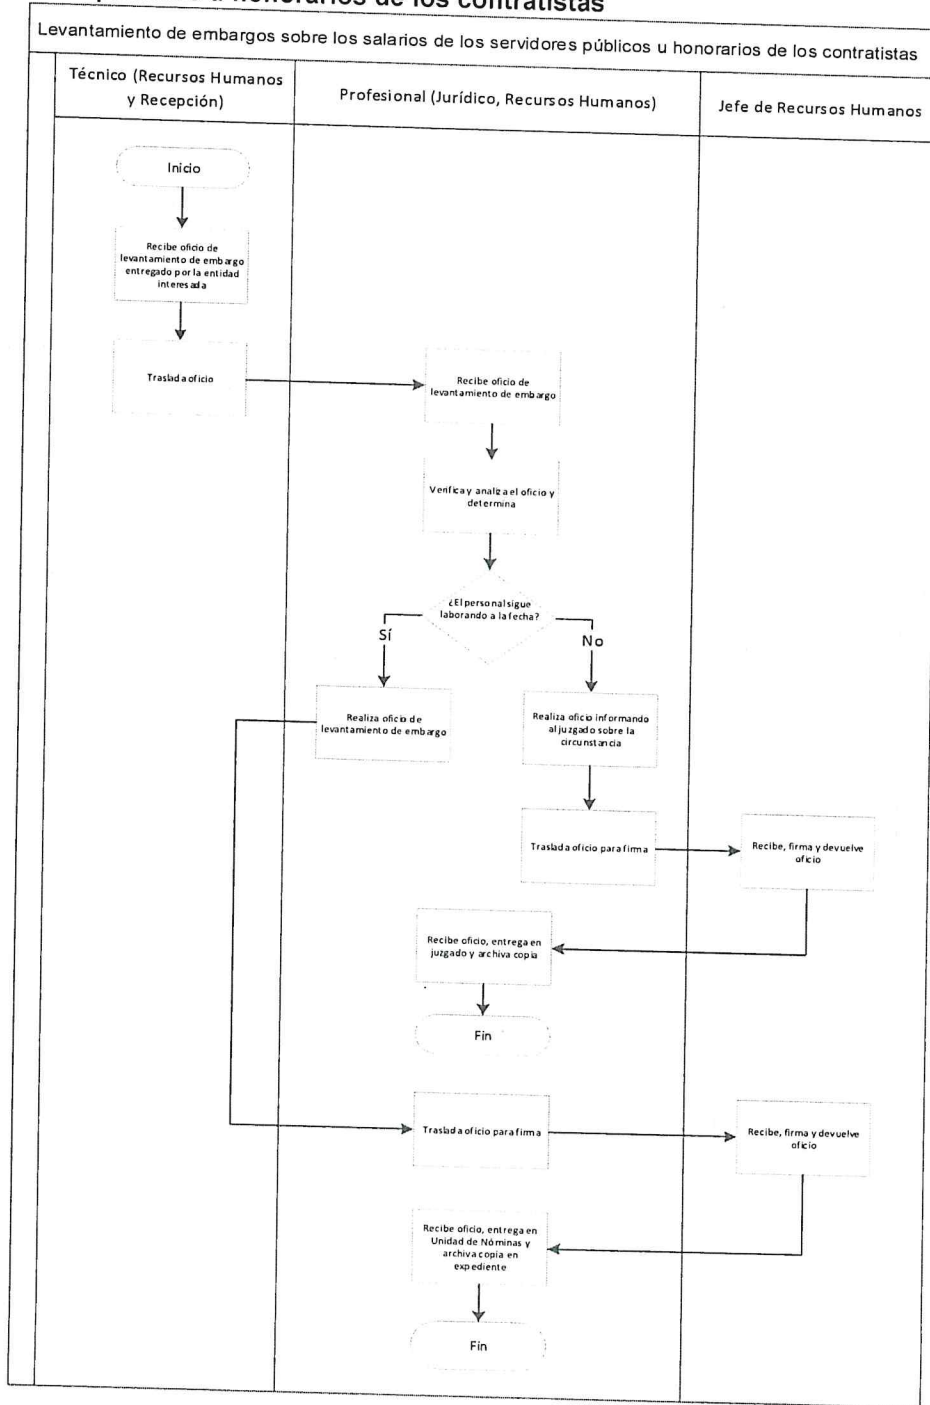 honorarios de los contratistas
Levantamiento de embargos sobre los salarios de los servidores públicos u honorarios de los contratistas
Técnico (Recursos Humanos
y Recepción)
Profesional (Jurídico, Recursos Humanos)
Jefe de Recursos Humanos
Inicio
Recibe oficio de
levantamiento de embargo
entregado por la entidad
interesada
Traslada oficio
Recibe oficio de
levantamiento de embargo
Verifica y analiza el oficio y
determina
¿El personal sigue
laborando a la fecha?
Sí
No
Realiza oficio de
levantamiento de embargo
Realiza oficio informando
al juzgado sobre la
circunstancia
Traslada oficio para firma
Recibe, firma y devuelve
oficio
Recibe oficio, entrega en
juzgado y archiva copia
Fin
Traslada oficio para firma
Recibe, firma y devuelve
oficio
Recibe oficio, entrega en
Unidad de Nóminas y
archiva copia en
expediente
Fin